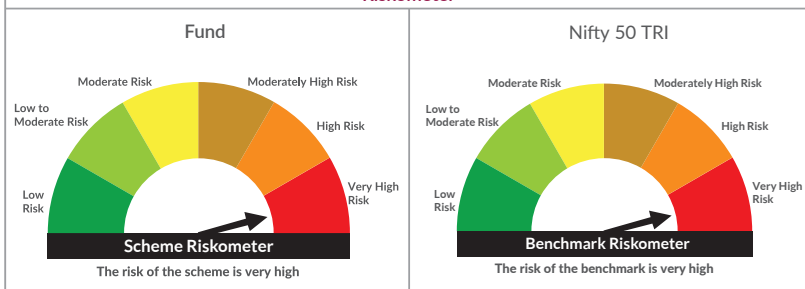 Riskometer
Fund
Moderate Risk
Moderately High Risk
Low to
Moderate Risk
High Risk
Low
Risk
Very High
Risk
Scheme Riskometer
The risk of the scheme is very high
Nifty 50 TRI
Moderate Risk
Moderately High Risk
Low to
Moderate Risk
High Risk
Low
Risk
Very High
Risk
Benchmark Riskometer
The risk of the benchmark is very high